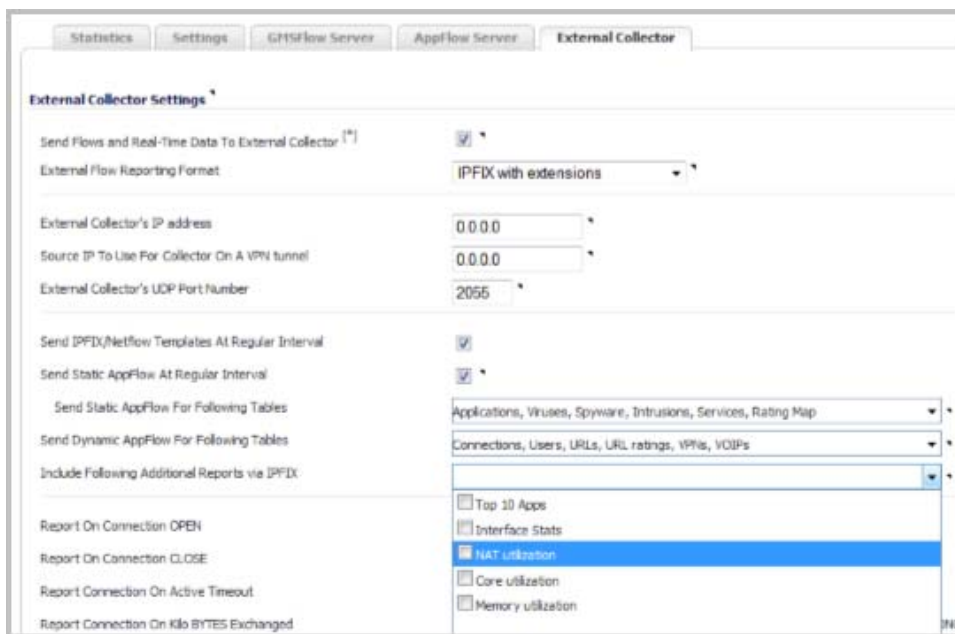 Statistics Settings GMSFlow Server AppFlow Server External Collector
External Collector Settings
Send Flows and Real-Time Data To External Collector [*]
External Flow Reporting Format IPFIX with extensions
External Collector's IP address 0.0.0.0
Source IP To Use For Collector On A VPN tunnel 0.0.0.0
External Collector's UDP Port Number 2055
Send IPFIX/Netflow Templates At Regular Interval
Send Static AppFlow At Regular Interval
Send Static AppFlow For Following Tables Applications, Viruses, Spyware, Intrusions, Services, Rating Map
Send Dynamic AppFlow For Following Tables Connections, Users, URLs, URL ratings, VPNs, VOIPs
Include Following Additional Reports via IPFIX
Top 10 Apps
Report On Connection OPEN
Interface Stats
NAT utilization
Report On Connection CLOSE
Core utilization
Report Connection On Active Timeout
Memory utilization
Report Connection On Kilo BYTES Exchanged